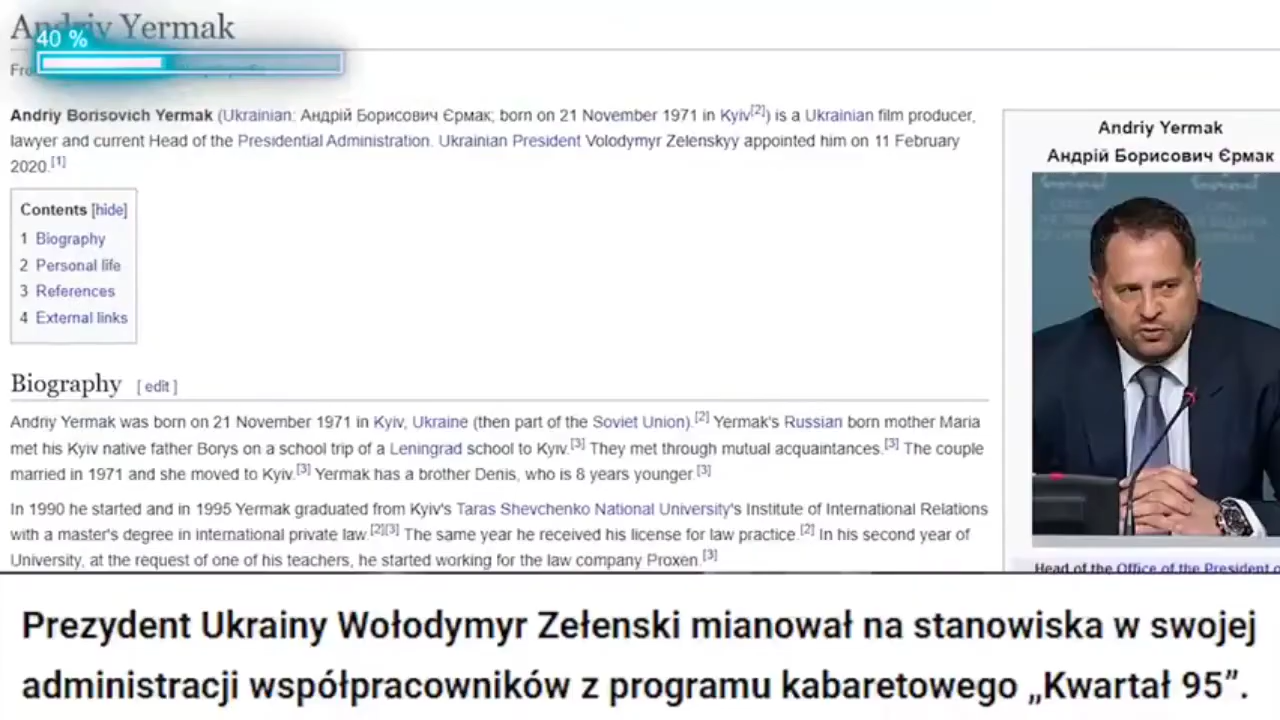 Andriy Yermak
40 %
Andriy Borisovich Yermak (Ukrainian: Андрій Борисович Єрмак; born on 21 November 1971 in Kyiv[2]) is a Ukrainian film producer,
lawyer and current Head of the Presidential Administration. Ukrainian President Volodymyr Zelenskyy appointed him on 11 February
2020.[1]
Contents [hide]
1 Biography
2 Personal life
3 References
4 External links
Biography [ edit ]
Andriy Yermak was born on 21 November 1971 in Kyiv, Ukraine (then part of the Soviet Union).[2] Yermak's Russian born mother Maria
met his Kyiv native father Borys on a school trip of a Leningrad school to Kyiv.[3] They met through mutual acquaintances.[3] The couple
married in 1971 and she moved to Kyiv.[3] Yermak has a brother Denis, who is 8 years younger.[3]
In 1990 he started and in 1995 Yermak graduated from Kyiv's Taras Shevchenko National University's Institute of International Relations
with a master's degree in international private law.[2][3] The same year he received his license for law practice.[2] In his second year of
University, at the request of one of his teachers, he started working for the law company Proxen.[3]
Andriy Yermak
Андрій Борисович Єрмак
Head of the Office of the President o
Prezydent Ukrainy Wołodymyr Zełenski mianował na stanowiska w swojej
administracji współpracowników z programu kabaretowego „Kwartał 95”.